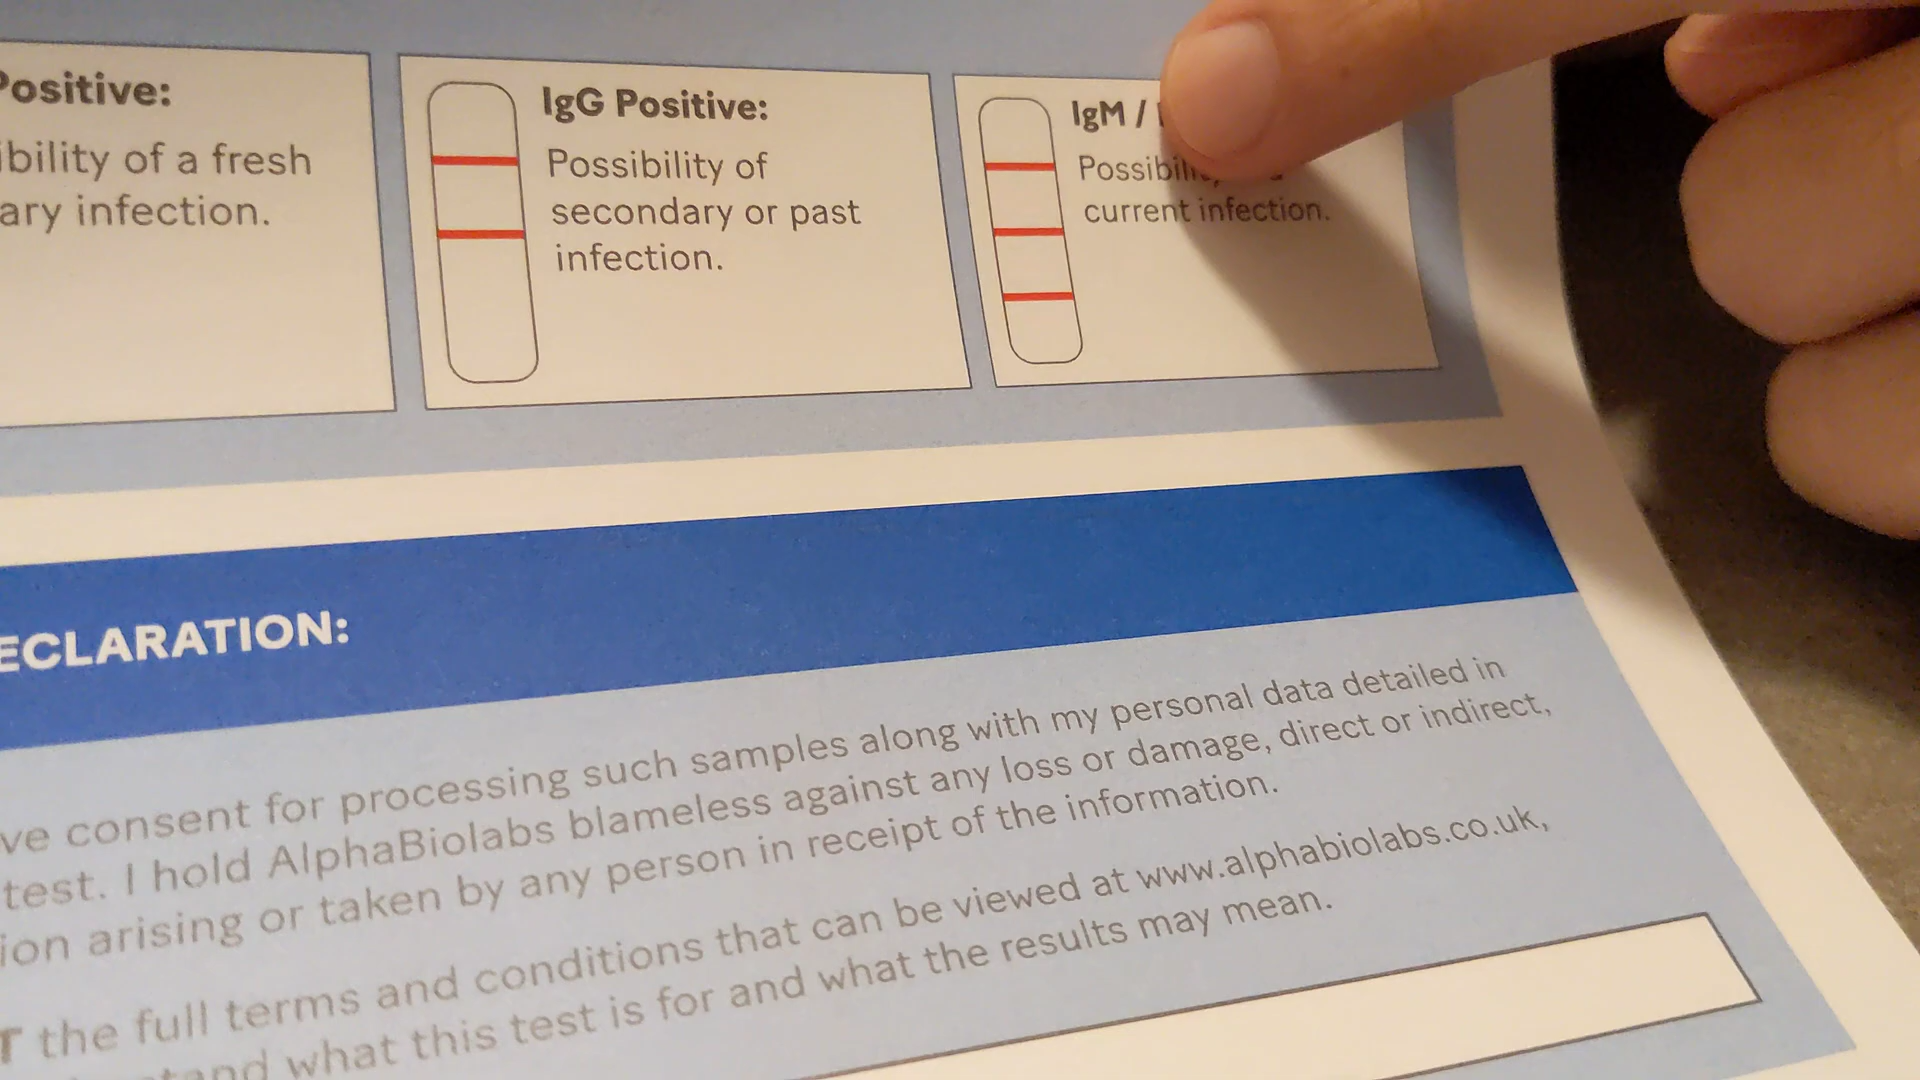 Positive:
ibility of a fresh
ary infection.
IgG Positive:
Possibility of
secondary or past
infection.
IgM /
current infection.
ECLARATION:
ve consent for processing such samples along with my personal data detailed in
test. I hold AlphaBiolabs blameless against any loss or damage, direct or indirect,
ion arising or taken by any person in receipt of the information.
the full terms and conditions that can be viewed at www.alphabiolabs.co.uk,
what this test is for and what the results may mean.